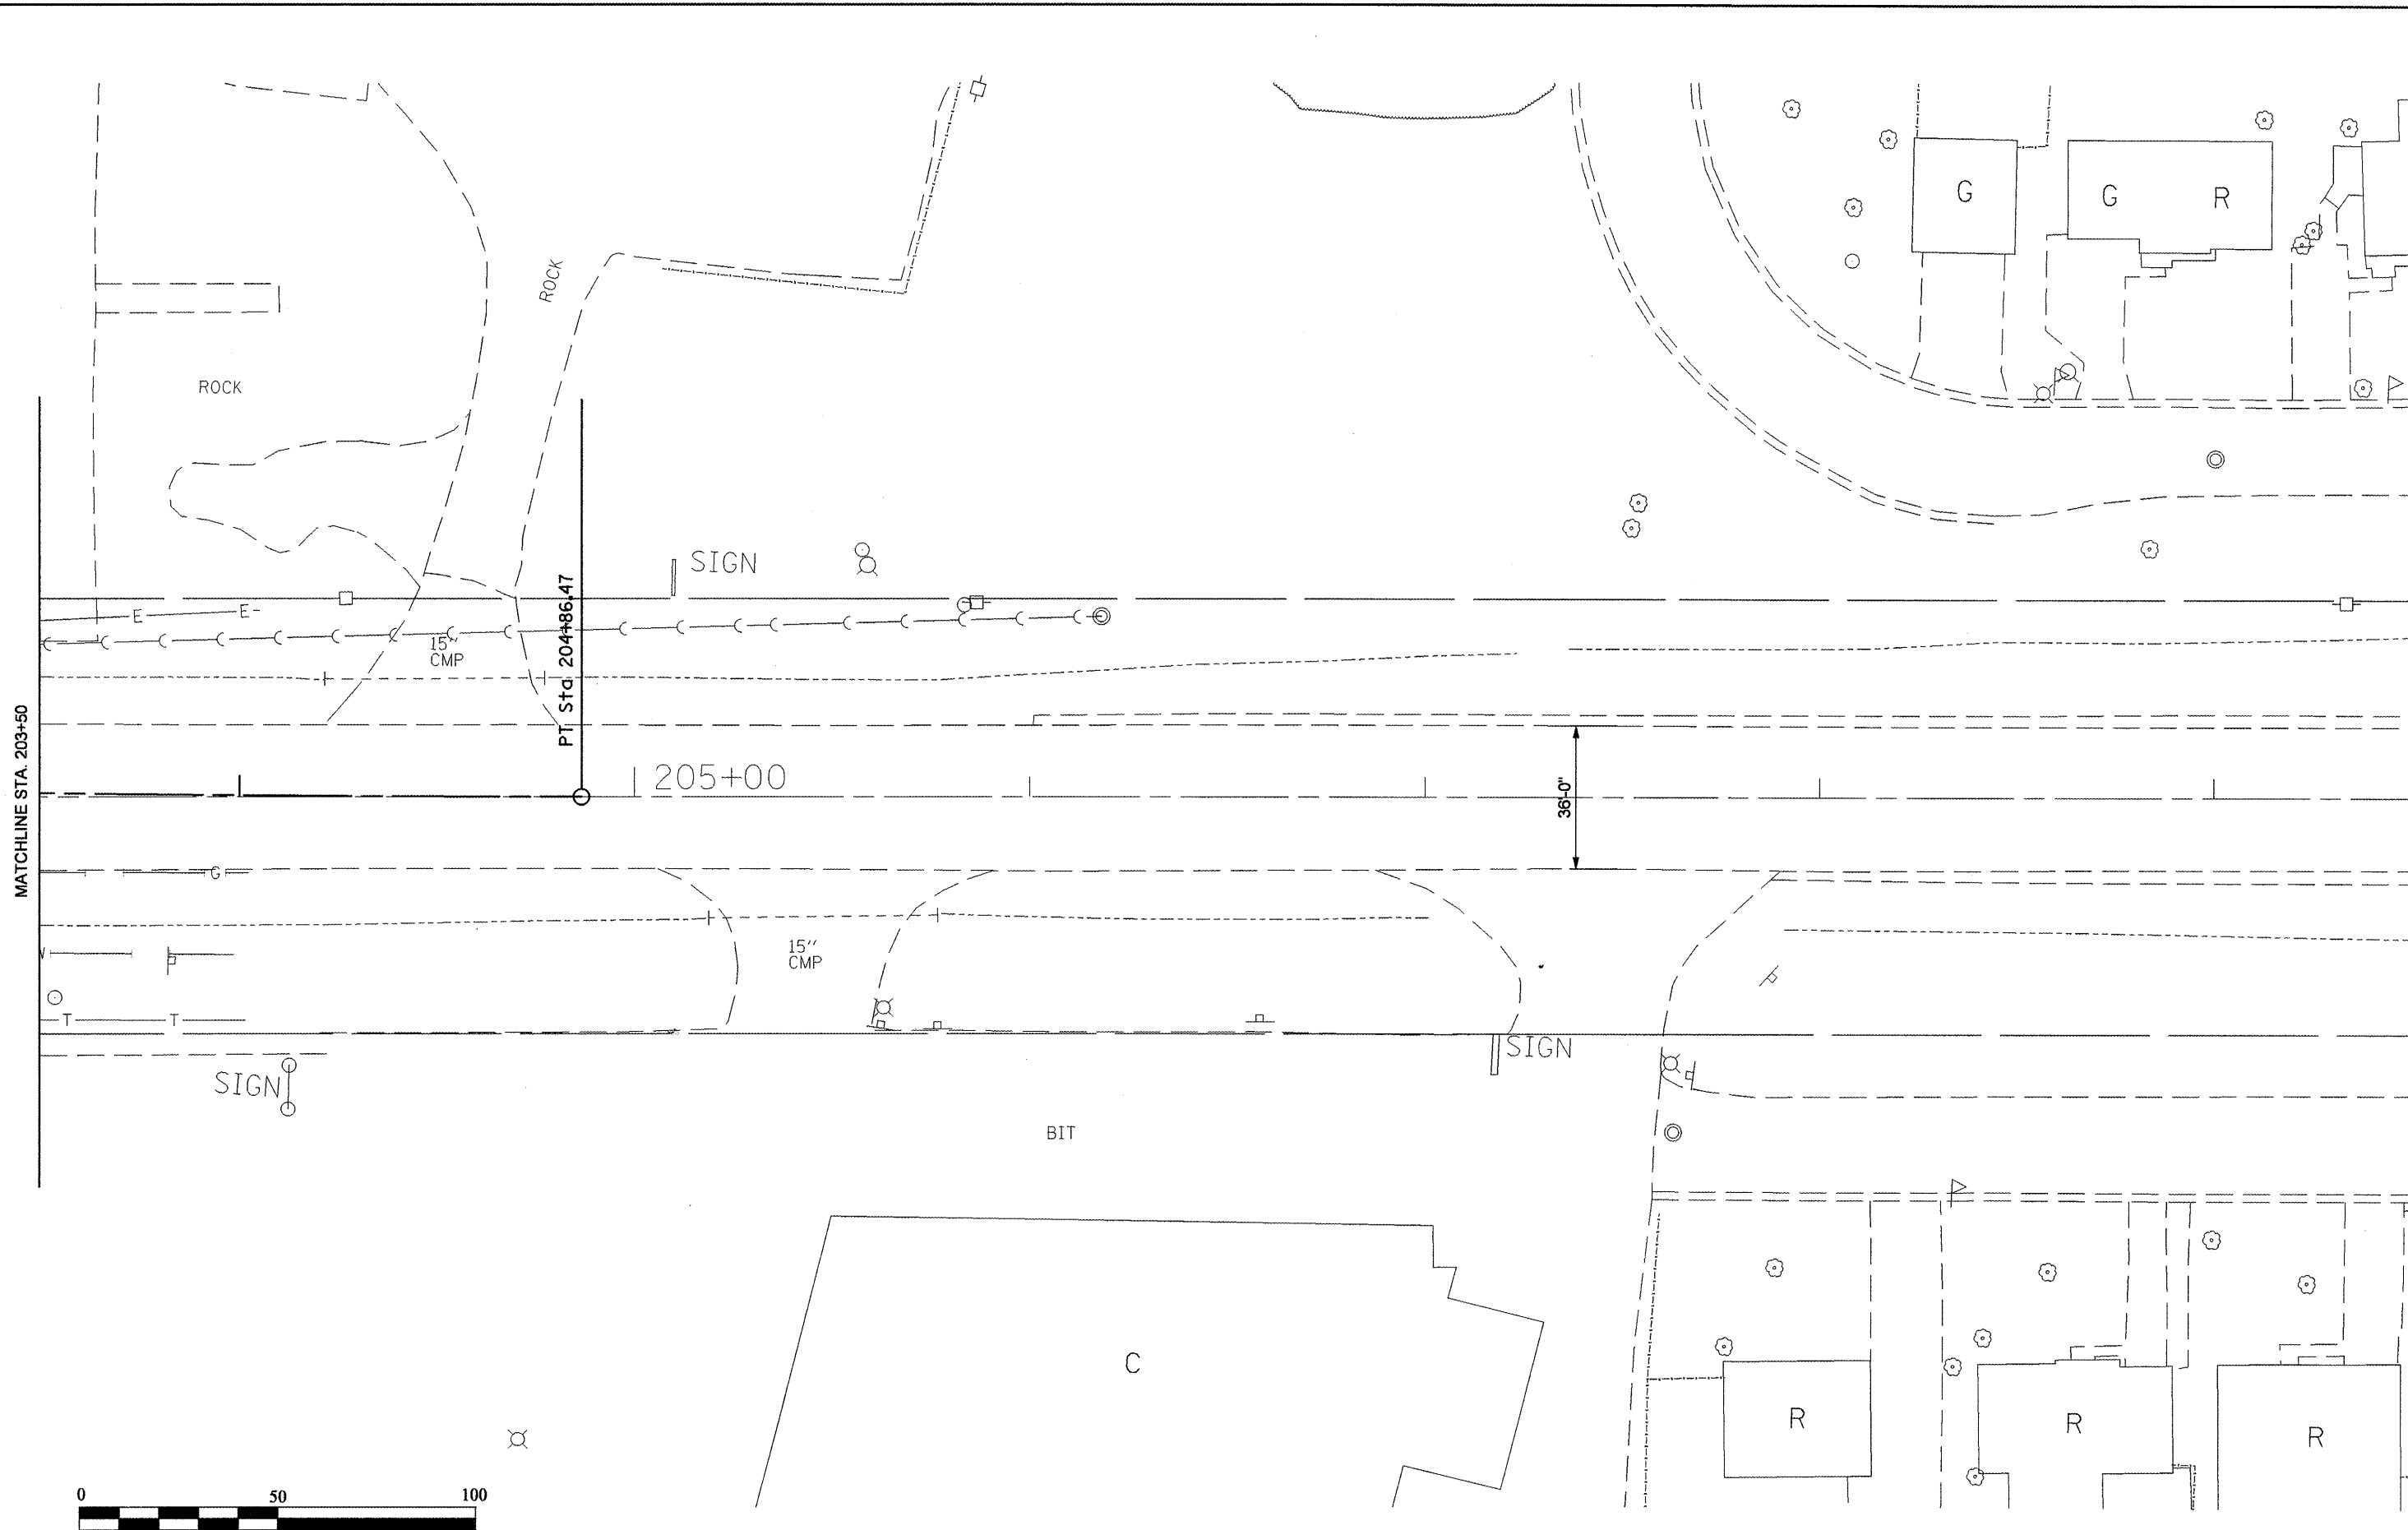 G
G R
ROCK
ROCK
SIGN
E E-
15''
CMP
PT Sta 204+86.47
MATCHLINE STA. 203+50
205+00
36'-0"
G
15''
CMP
T T
SIGN
SIGN
BIT
C
R
R
R
0 50 100